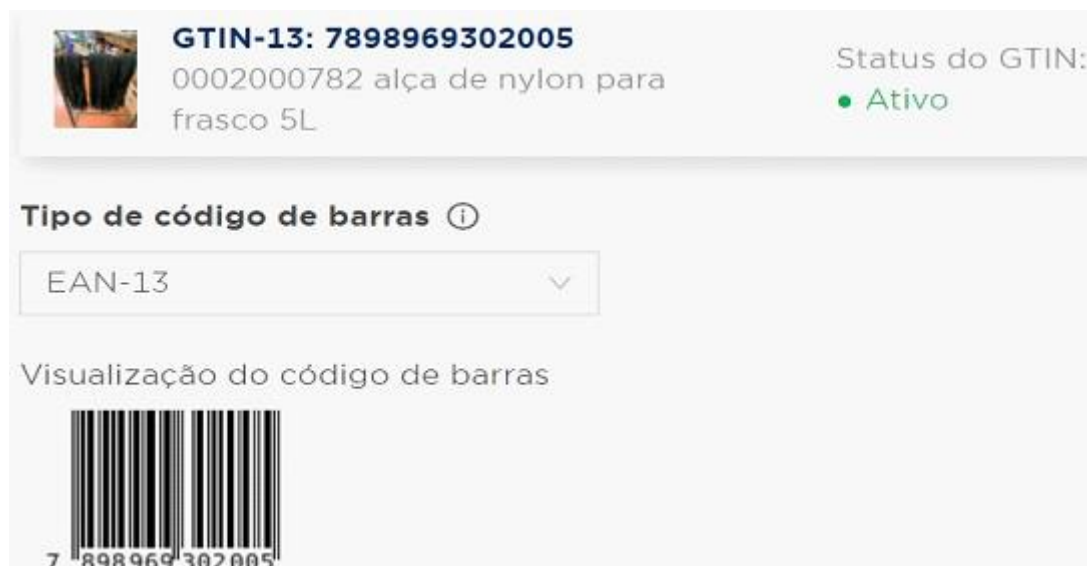 GTIN-13: 7898969302005
0002000782 alça de nylon para
frasco 5L
Status do GTIN:
Ativo
Tipo de código de barras
EAN-13
Visualização do código de barras
7 898969 302005